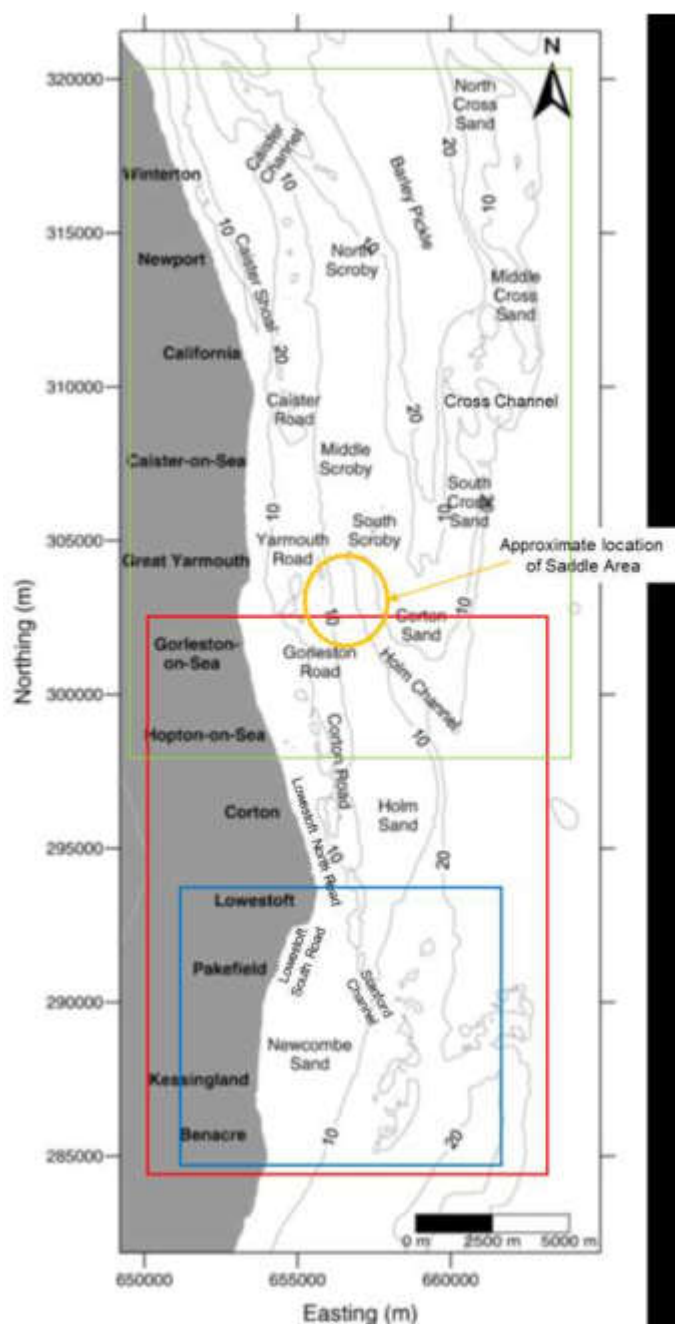 N
320000
North
Cross
Sand
Caister
Channel
20
10
Barley Pickle
Winterton
10
10
315000
10
North
Scroby
Newport
Caister Shoal
Middle
Cross
Sand
California
20
310000
Caister
Road
20
Cross Channel
Middle
Scroby
Caister-on-Sea
South
Cross
Sand
10
10
South
Scroby
305000
Yarmouth
Road
Approximate location
of Saddle Area
Great Yarmouth
10
10
Corton
Sand
Gorleston-
on-Sea
Gorleston
Road
Holm Channel
300000
Northing (m)
Hopton-on-Sea
10
Corton Road
Corton
Lowestoft North Road
Holm
Sand
295000
10
20
Lowestoft
Lowestoft
South Road
Pakefield
Stanford
Channel
290000
Newcombe
Sand
Kessingland
Benacre
10
20
285000
0 m
2500 m
5000 m
650000
655000
660000
Easting (m)